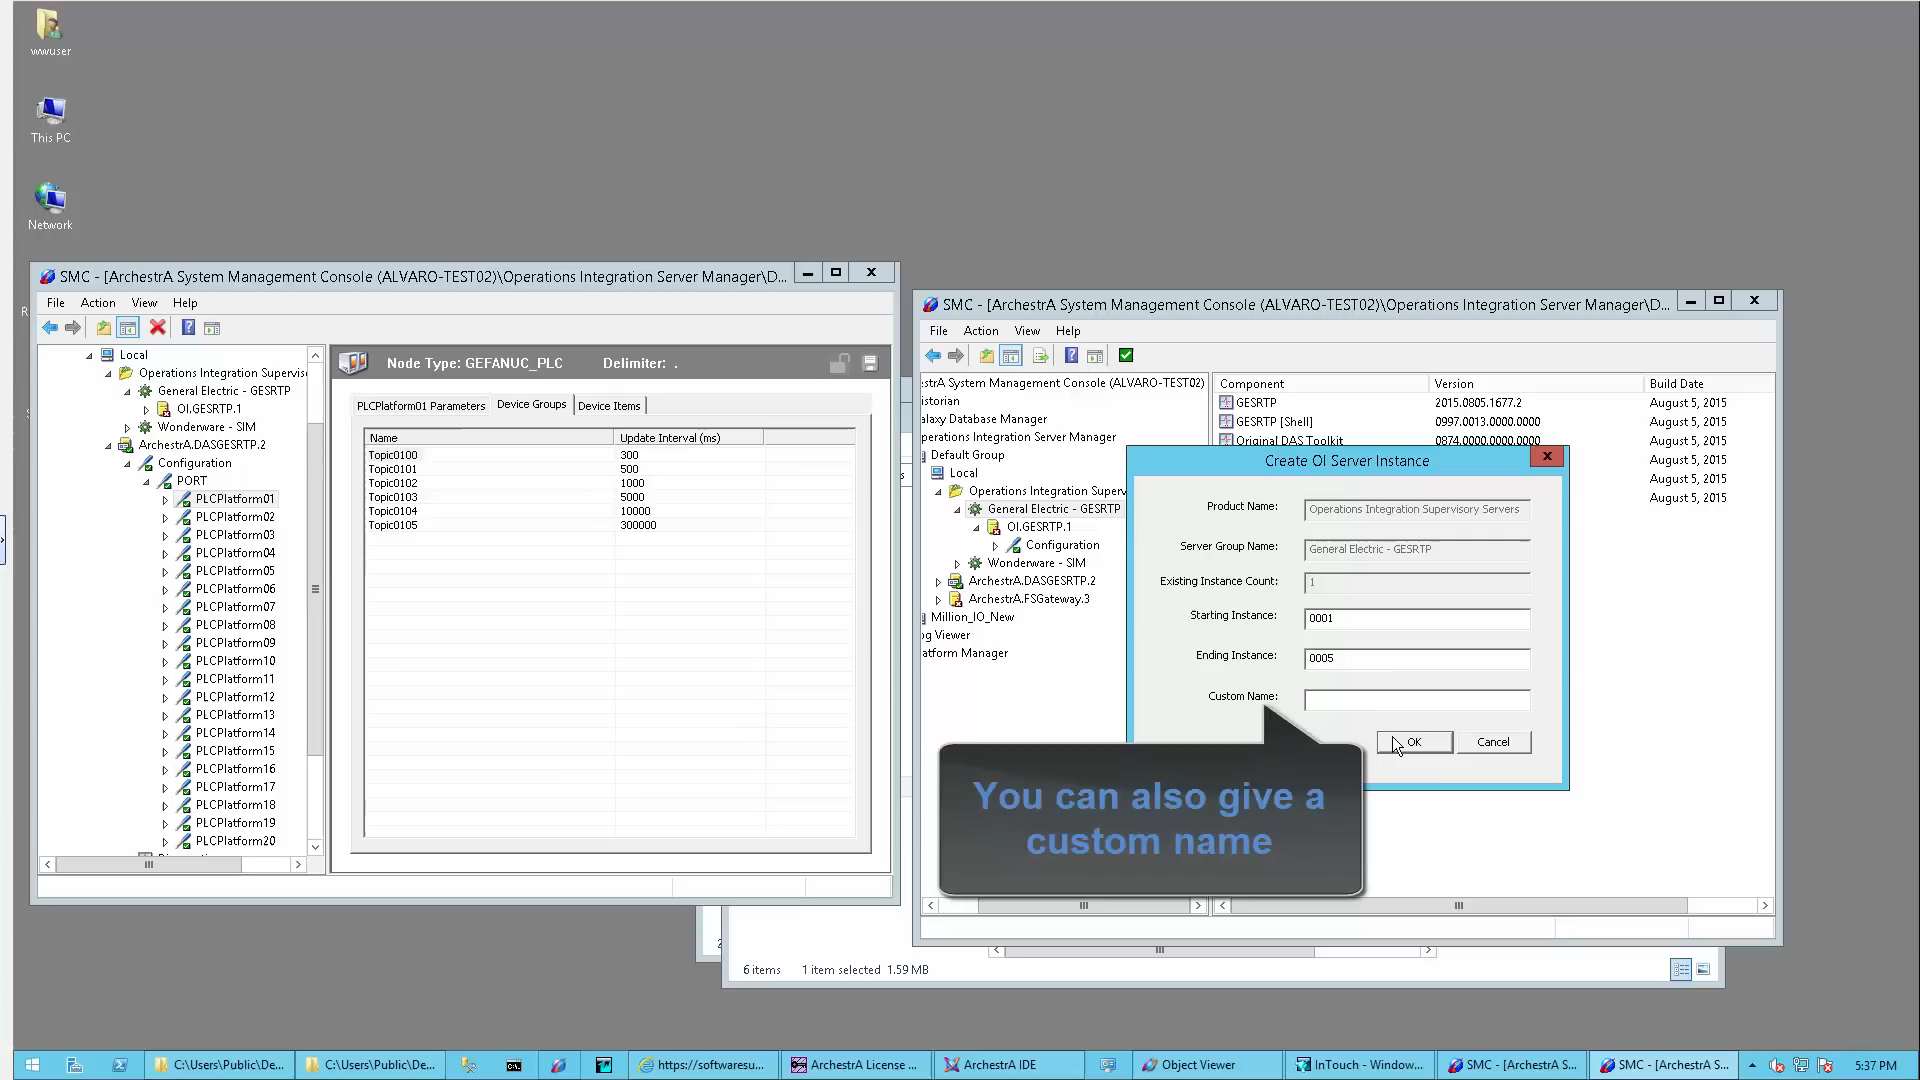 wwuser
This PC
Network
SMC - [ArchestrA System Management Console (ALVARO-TEST02)\Operations Integration Server Manager\D...
File Action View Help
Local
Operations Integration Supervis
General Electric - GESRTP
OI.GESRTP.1
Wonderware - SIM
ArchestrA.DASGESRTP.2
Configuration
PORT
PLCPlatform01
PLCPlatform02
PLCPlatform03
PLCPlatform04
PLCPlatform05
PLCPlatform06
PLCPlatform07
PLCPlatform08
PLCPlatform09
PLCPlatform10
PLCPlatform11
PLCPlatform12
PLCPlatform13
PLCPlatform14
PLCPlatform15
PLCPlatform16
PLCPlatform17
PLCPlatform18
PLCPlatform19
PLCPlatform20
Node Type: GEFANUC_PLC Delimiter: .
PLCPlatform01 Parameters Device Groups Device Items
Name Update Interval (ms)
Topic0100 300
Topic0101 500
Topic0102 1000
Topic0103 5000
Topic0104 10000
Topic0105 300000
SMC - [ArchestrA System Management Console (ALVARO-TEST02)\Operations Integration Server Manager\D...
File Action View Help
estrA System Management Console (ALVARO-TEST02)
istorian
alaxy Database Manager
perations Integration Server Manager
Default Group
Local
Operations Integration Superv
General Electric - GESRTP
OI.GESRTP.1
Configuration
Wonderware - SIM
ArchestrA.DASGESRTP.2
ArchestrA.FSGateway.3
Million_IO_New
og Viewer
atform Manager
Component Version Build Date
GESRTP 2015.0805.1677.2 August 5, 2015
GESRTP [Shell] 0997.0013.0000.0000 August 5, 2015
Original DAS Toolkit 0874.0000.0000.0000 August 5, 2015
August 5, 2015
August 5, 2015
August 5, 2015
Create OI Server Instance
Product Name: Operations Integration Supervisory Servers
Server Group Name: General Electric - GESRTP
Existing Instance Count: 1
Starting Instance: 0001
Ending Instance: 0005
Custom Name:
OK Cancel
You can also give a
custom name
6 items 1 item selected 1.59 MB
C:\Users\Public\De...
C:\Users\Public\De...
https://softwaresu...
ArchestrA License ...
ArchestrA IDE
Object Viewer
InTouch - Window...
SMC - [ArchestrA S...
SMC - [ArchestrA S...
5:37 PM